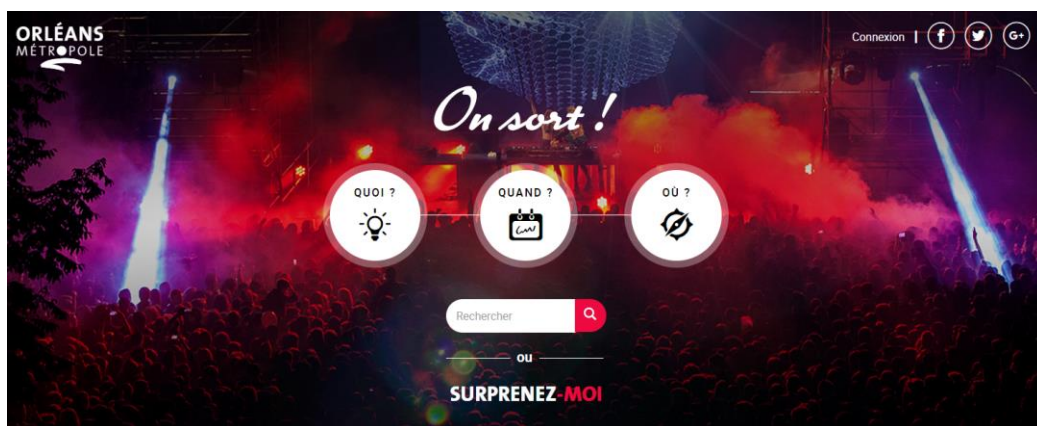 ORLÉANS
MÉTROPOLE
Connexion
On sort !
QUOI ?
QUAND ?
OÙ ?
Rechercher
ou
SURPRENEZ-MOI